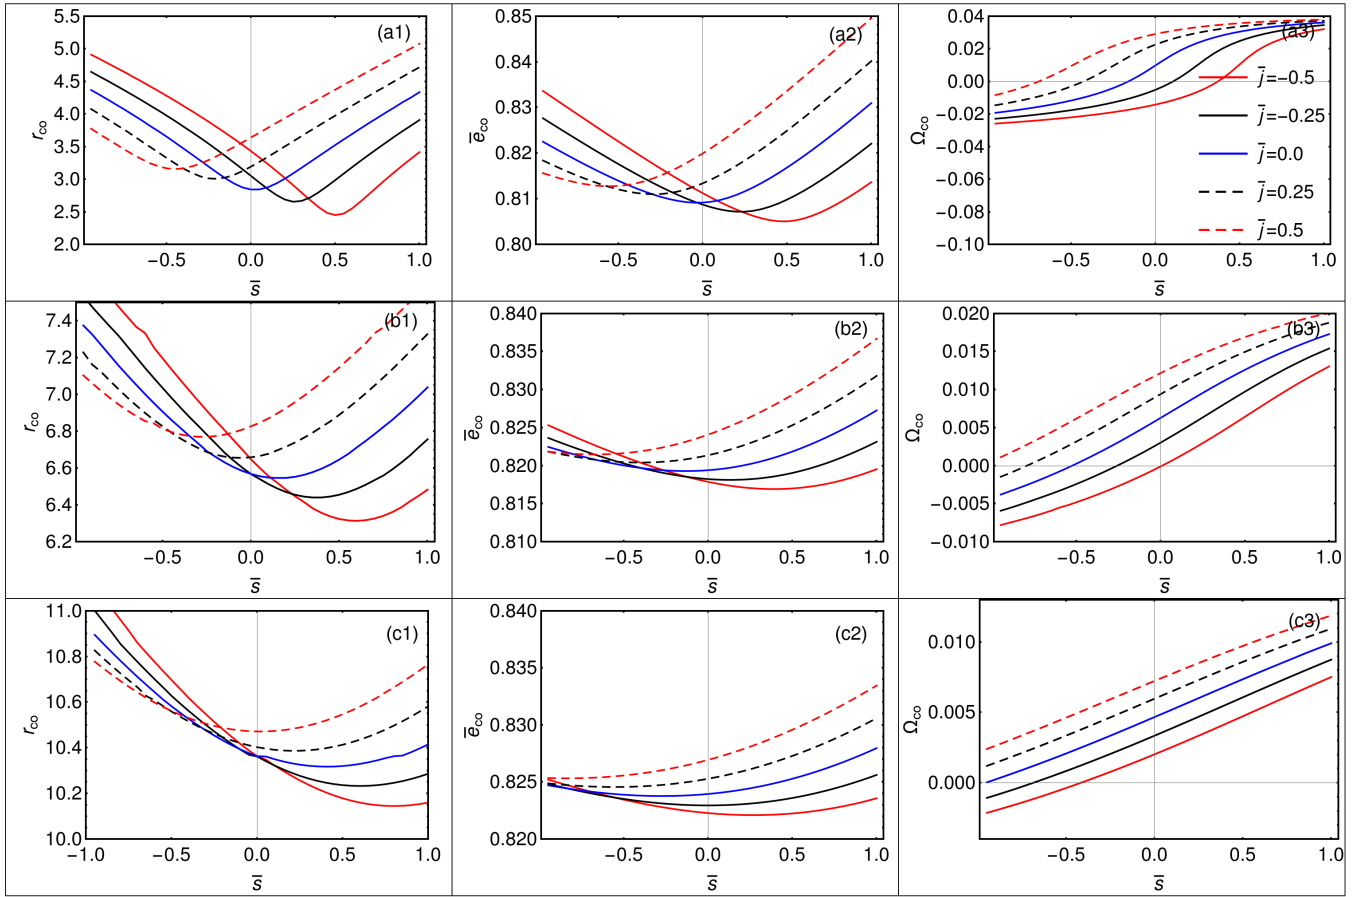 5.5
5.0
4.5
4.0
3.5
3.0
2.5
2.0
r_co
(a1)
−0.5 0.0 0.5 1.0
s̅
0.85
0.84
0.83
0.82
0.81
0.80
e̅_co
(a2)
−0.5 0.0 0.5 1.0
s̅
0.04
0.02
0.00
−0.02
−0.04
−0.06
−0.08
−0.10
Ω_co
(a3)
j̅=−0.5
j̅=−0.25
j̅=0.0
j̅=0.25
j̅=0.5
−0.5 0.0 0.5 1.0
s̅
7.4
7.2
7.0
6.8
6.6
6.4
6.2
r_co
(b1)
−0.5 0.0 0.5 1.0
s̅
0.840
0.835
0.830
0.825
0.820
0.815
0.810
e̅_co
(b2)
−0.5 0.0 0.5 1.0
s̅
0.020
0.015
0.010
0.005
0.000
−0.005
−0.010
Ω_co
(b3)
−0.5 0.0 0.5 1.0
s̅
11.0
10.8
10.6
10.4
10.2
10.0
r_co
(c1)
−1.0 −0.5 0.0 0.5 1.0
s̅
0.840
0.835
0.830
0.825
0.820
e̅_co
(c2)
−0.5 0.0 0.5 1.0
s̅
0.010
0.005
0.000
Ω_co
(c3)
−0.5 0.0 0.5 1.0
s̅